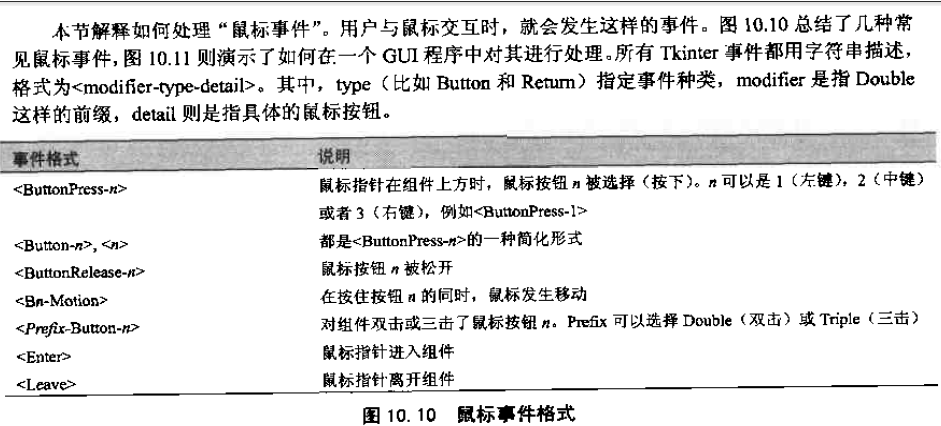 本节解释如何处理“鼠标事件”。用户与鼠标交互时，就会发生这样的事件。图 10.10 总结了几种常
见鼠标事件，图 10.11 则演示了如何在一个 GUI 程序中对其进行处理。所有 Tkinter 事件都用字符串描述，
格式为<modifier-type-detail>。其中，type（比如 Button 和 Return）指定事件种类，modifier 是指 Double
这样的前缀，detail 则是指具体的鼠标按钮。
事件格式 说明
<ButtonPress-n> 鼠标指针在组件上方时，鼠标按钮 n 被选择（按下）。n 可以是 1（左键），2（中键）
或者 3（右键），例如<ButtonPress-1>
<Button-n>, <n> 都是<ButtonPress-n>的一种简化形式
<ButtonRelease-n> 鼠标按钮 n 被松开
<Bn-Motion> 在按住按钮 n 的同时，鼠标发生移动
<Prefix-Button-n> 对组件双击或三击了鼠标按钮 n。Prefix 可以选择 Double（双击）或 Triple（三击）
<Enter> 鼠标指针进入组件
<Leave> 鼠标指针离开组件
图 10.10 鼠标事件格式